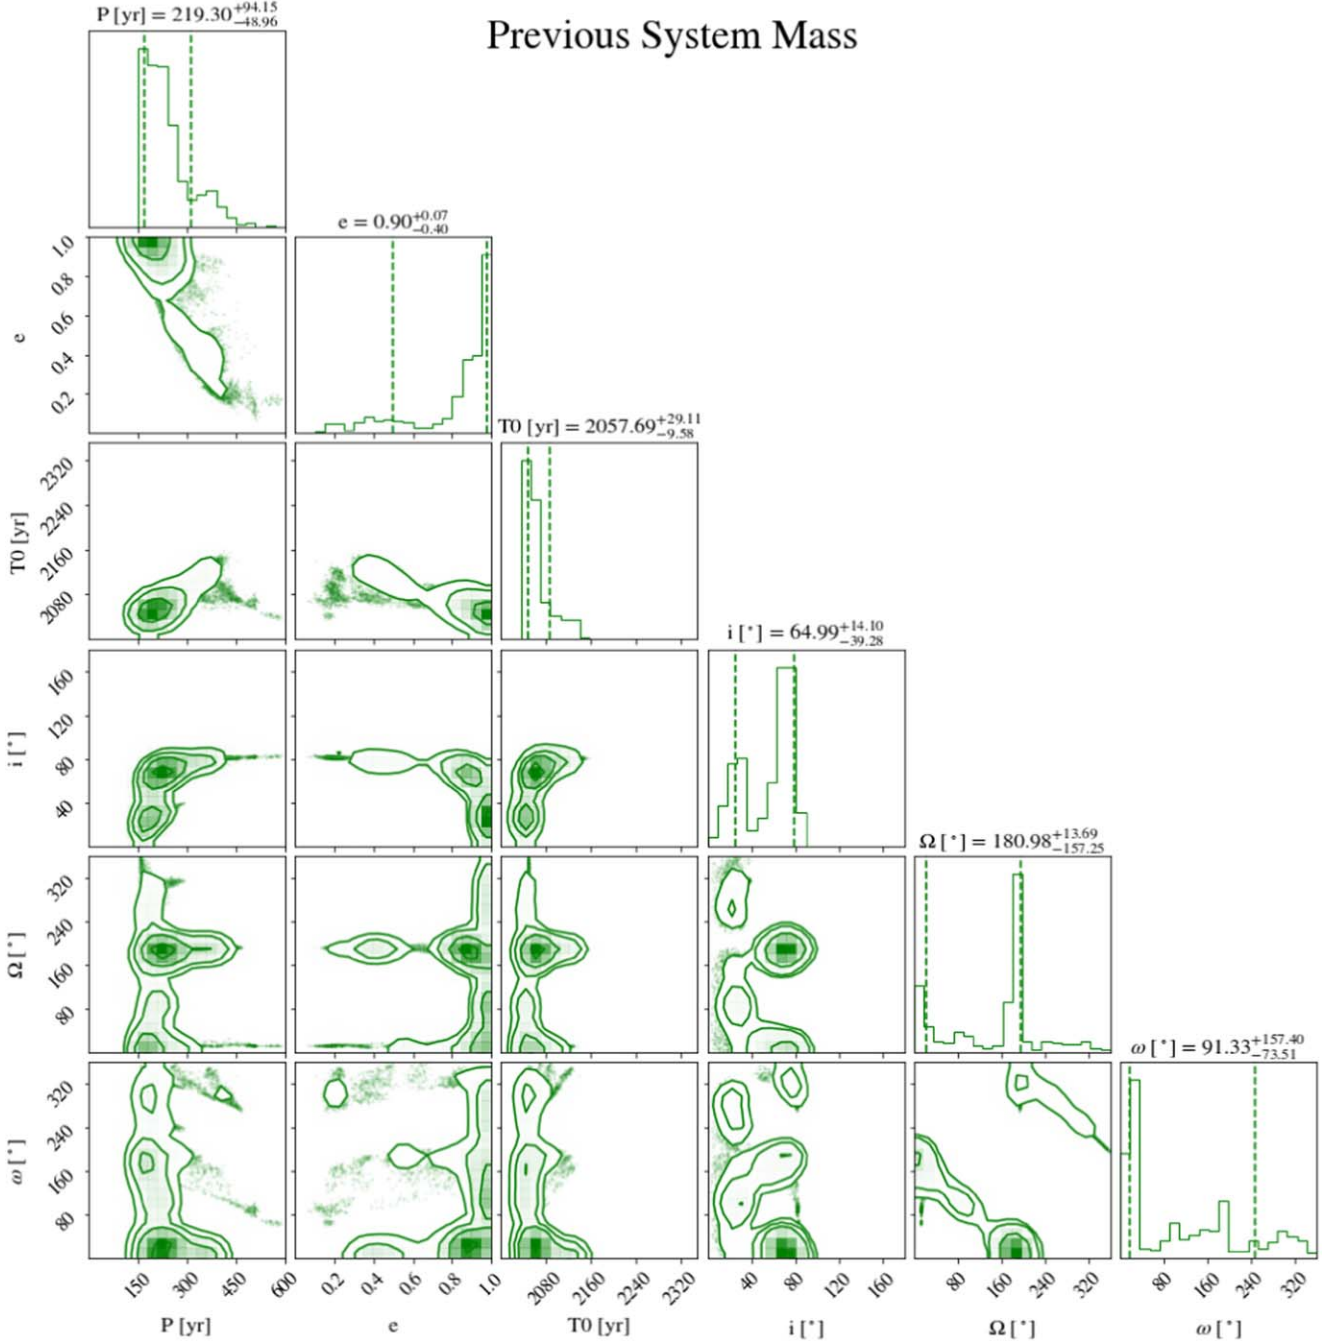 P [yr] = 219.30+94.15−48.96
Previous System Mass
e = 0.90+0.07−0.40
1.0
0.8
0.6
0.4
0.2
e
T0 [yr] = 2057.69+29.11−9.58
2320
2240
2160
2080
T0 [yr]
i [°] = 64.99+14.10−39.28
160
120
80
40
i [°]
Ω [°] = 180.98+13.69−157.25
320
240
160
80
Ω [°]
ω [°] = 91.33+157.40−73.51
320
240
160
80
ω [°]
150 300 450 600 0.2 0.4 0.6 0.8 1.0 2080 2160 2240 2320 40 80 120 160 80 160 240 320 80 160 240 320
P [yr] e T0 [yr] i [°] Ω [°] ω [°]